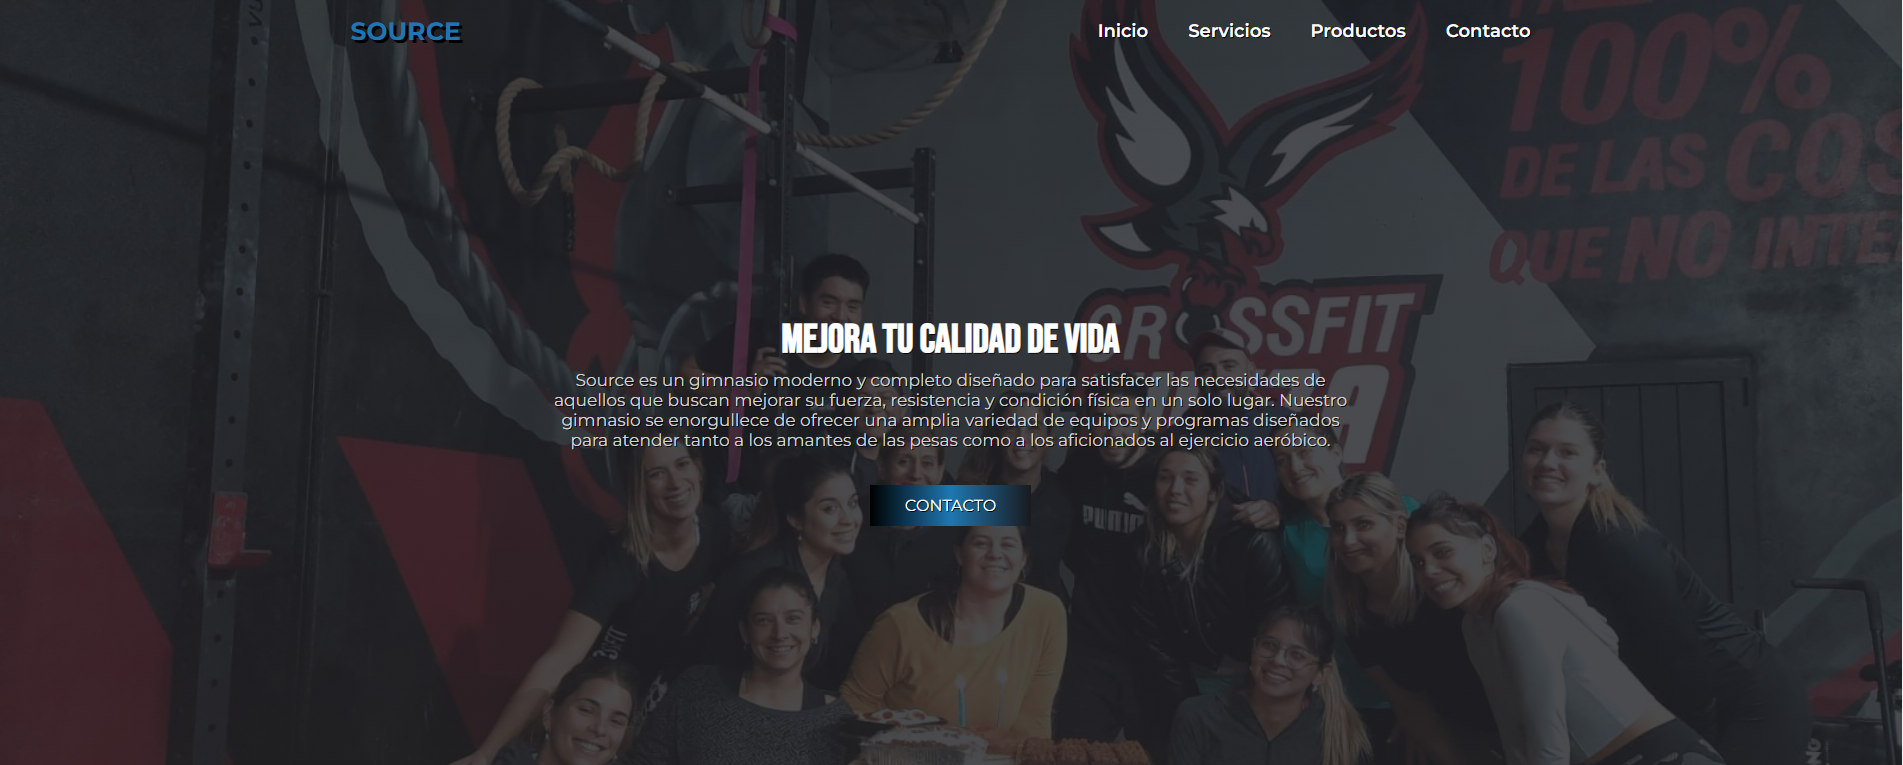 SOURCE
Inicio Servicios Productos Contacto
100%
DE LAS COS
QUE NO INTE
CROSSFIT
MEJORA TU CALIDAD DE VIDA
Source es un gimnasio moderno y completo diseñado para satisfacer las necesidades de
aquellos que buscan mejorar su fuerza, resistencia y condición física en un solo lugar. Nuestro
gimnasio se enorgullece de ofrecer una amplia variedad de equipos y programas diseñados
para atender tanto a los amantes de las pesas como a los aficionados al ejercicio aeróbico.
CONTACTO